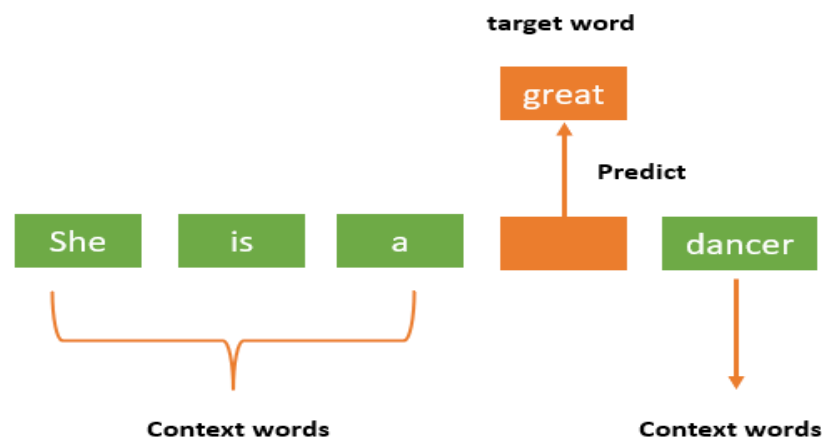 target word
great
Predict
She is a dancer
Context words Context words